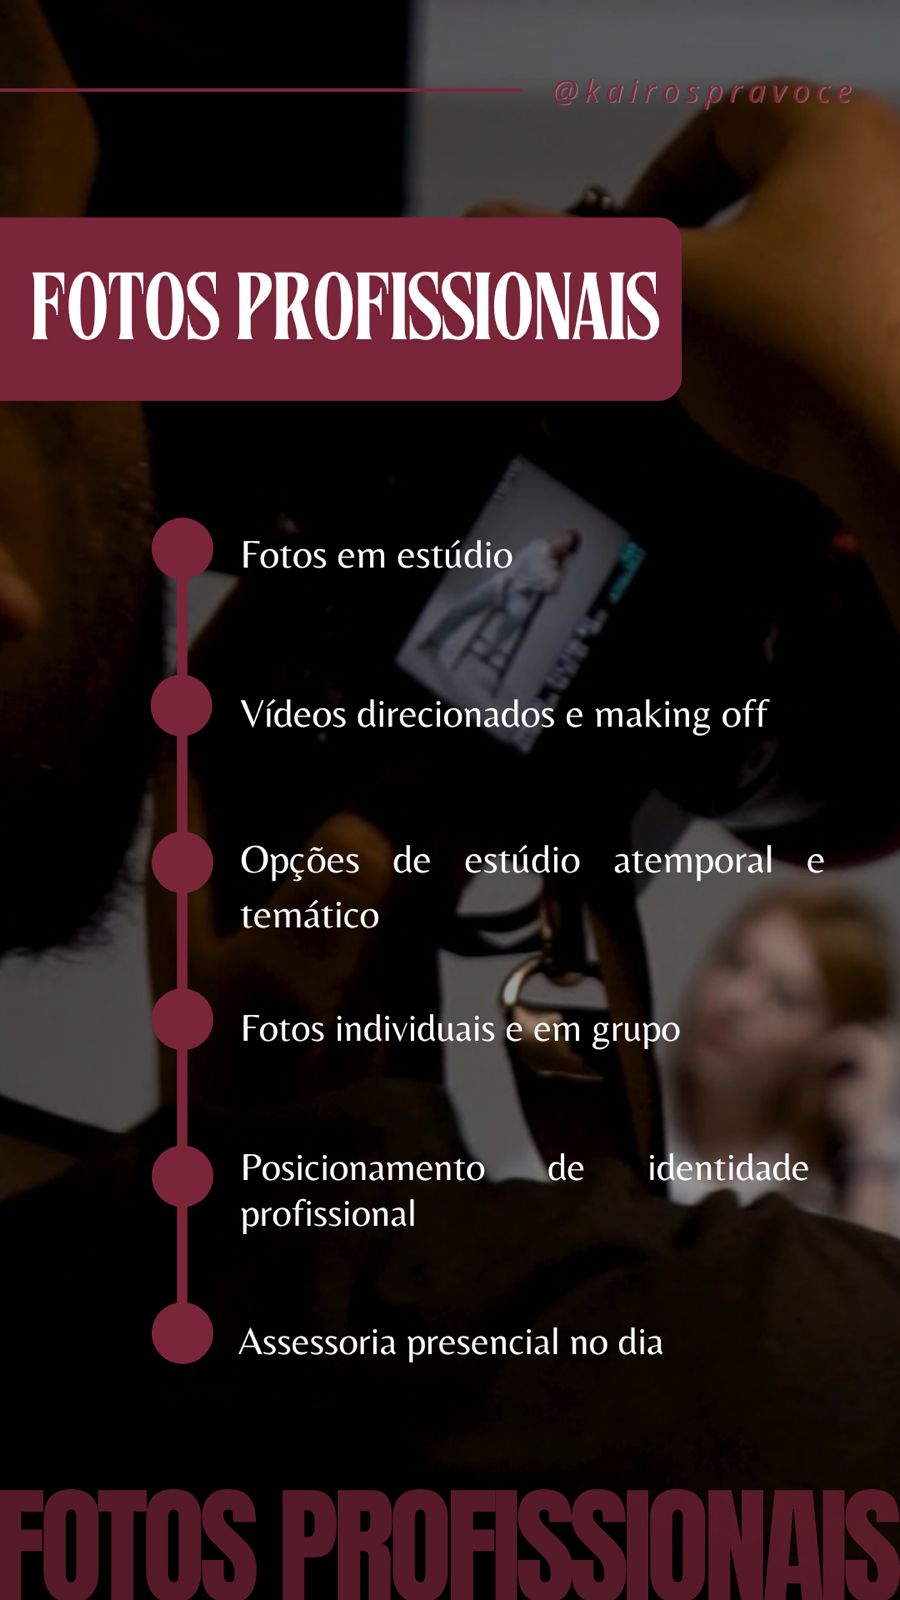 @kairospravoce
FOTOS PROFISSIONAIS
Fotos em estúdio
Vídeos direcionados e making off
Opções de estúdio atemporal e
temático
Fotos individuais e em grupo
Posicionamento de identidade
profissional
Assessoria presencial no dia
FOTOS PROFISSIONAIS